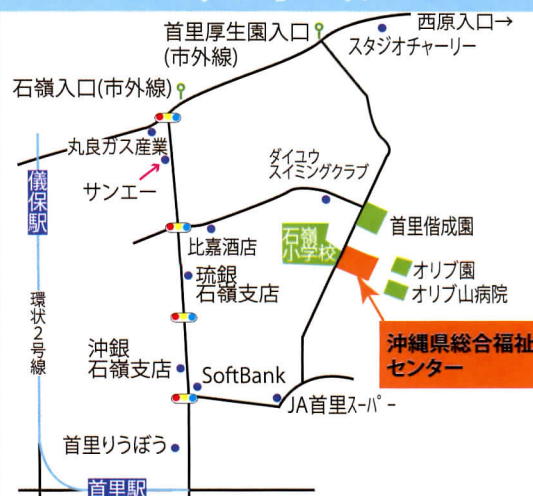 西原入口→
首里厚生園入口
(市外線)
スタジオチャーリー
石嶺入口(市外線)
丸良ガス産業
サンエー
ダイユウ
スイミングクラブ
儀保駅
石嶺
小学校
首里偕成園
比嘉酒店
琉銀
石嶺支店
オリブ園
オリブ山病院
環状2号線
沖縄県総合福祉
センター
沖銀
石嶺支店
SoftBank
JA首里スーパー
首里りうぼう
首里駅